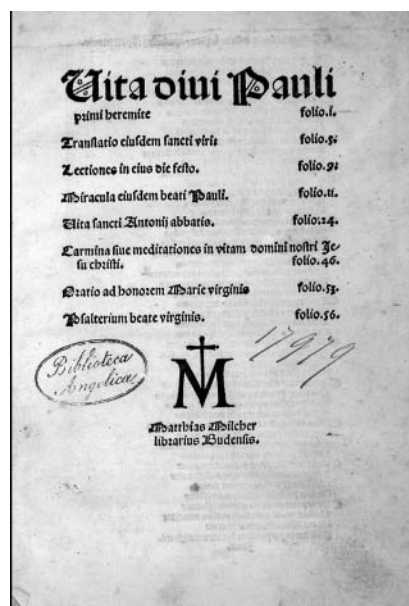 Vita divi Pauli
primi heremite folio.i.
Translatio eiusdem sancti viri: folio.5:
Lectiones in eius die festo. folio.9:
Miracula eiusdem beati Pauli. folio.11.
Vita sancti Antonij abbatis. folio.24.
Carmina siue meditationes in vitam domini nostri Je-
su christi. folio.46.
Oratio ad honorem Marie virginis folio.53.
Psalterium beate virginis. folio.56.
17979
Biblioteca
Angelica
M
Matthias Milcher
librarius Budensis.